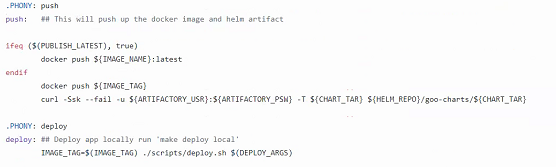 .PHONY: push
push:   ## This will push up the docker image and helm artifact
ifeq ($(PUBLISH_LATEST), true)
        docker push ${IMAGE_NAME}:latest
endif
        docker push ${IMAGE_TAG}
        curl -Ssk --fail -u ${ARTIFACTORY_USR}:${ARTIFACTORY_PSW} -T ${CHART_TAR} ${HELM_REPO}/goo-charts/${CHART_TAR}
.PHONY: deploy
deploy: ## Deploy app locally run 'make deploy local'
        IMAGE_TAG=$(IMAGE_TAG) ./scripts/deploy.sh $(DEPLOY_ARGS)